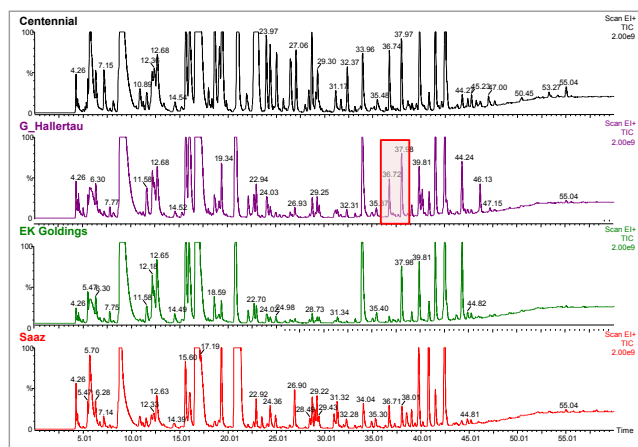 Centennial
Scan EI+
TIC
2.00e9
100
%
0
4.26 7.15 10.89 12.36 12.68 14.54 23.97 27.06 29.30 31.17 32.37 33.96 35.48 36.74 37.97 44.27 45.23 47.00 50.45 53.27 55.04
G_Hallertau
Scan EI+
TIC
2.00e9
100
%
0
4.26 6.30 7.77 11.58 12.68 14.52 19.34 22.94 24.03 26.93 29.25 32.31 35.37 36.72 37.98 39.81 44.24 46.13 47.15 55.04
EK Goldings
Scan EI+
TIC
2.00e9
100
%
0
4.26 5.47 6.30 7.75 11.58 12.18 12.65 14.49 18.59 22.70 24.02 24.98 28.73 31.34 35.40 37.98 39.81 44.82
Saaz
Scan EI+
TIC
2.00e9
100
%
0
4.26 5.47 5.70 6.28 7.14 12.33 12.63 14.39 15.60 17.19 22.92 24.36 26.90 28.48 29.22 29.43 31.32 32.28 34.04 35.30 36.71 38.01 44.81 55.04
5.01 10.01 15.01 20.01 25.01 30.01 35.01 40.01 45.01 50.01 55.01 Time